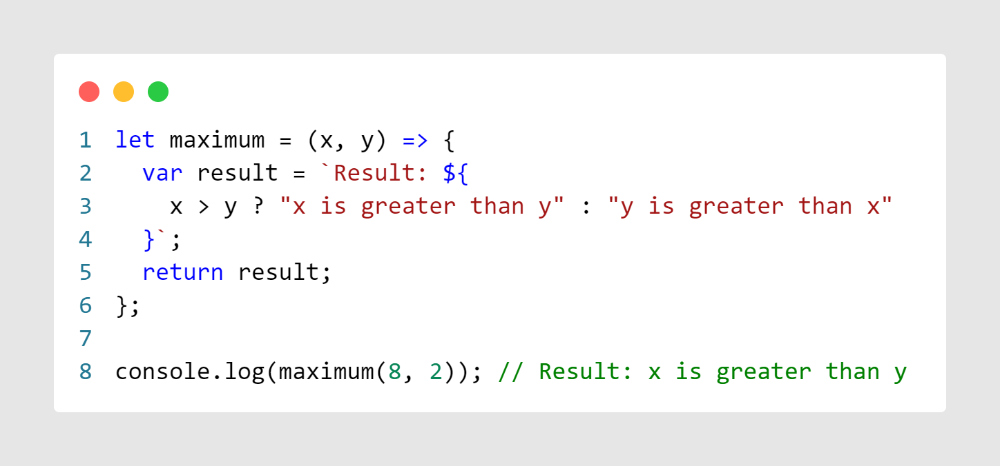 1 let maximum = (x, y) => {
2   var result = `Result: ${
3     x > y ? "x is greater than y" : "y is greater than x"
4   }`;
5   return result;
6 };
7
8 console.log(maximum(8, 2)); // Result: x is greater than y